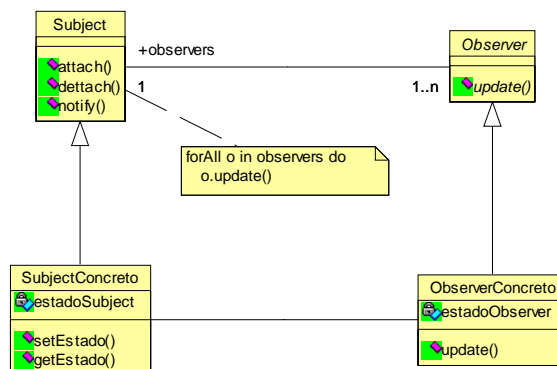 Subject
attach()
dettach()
notify()
+observers
1
1..n
Observer
update()
forAll o in observers do
o.update()
SubjectConcreto
estadoSubject
setEstado()
getEstado()
ObserverConcreto
estadoObserver
update()